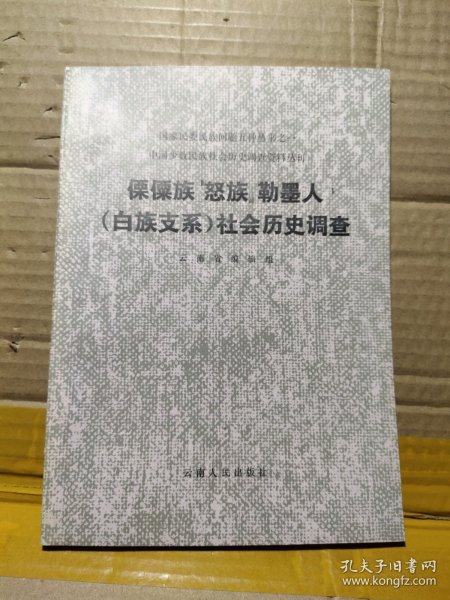 国家民委民族问题五种丛书之一
中国少数民族社会历史调查资料丛刊
傈僳族 怒族 勒墨人
（白族支系）社会历史调查
云南省编辑组
云南人民出版社
孔夫子旧书网
www.kongfz.com